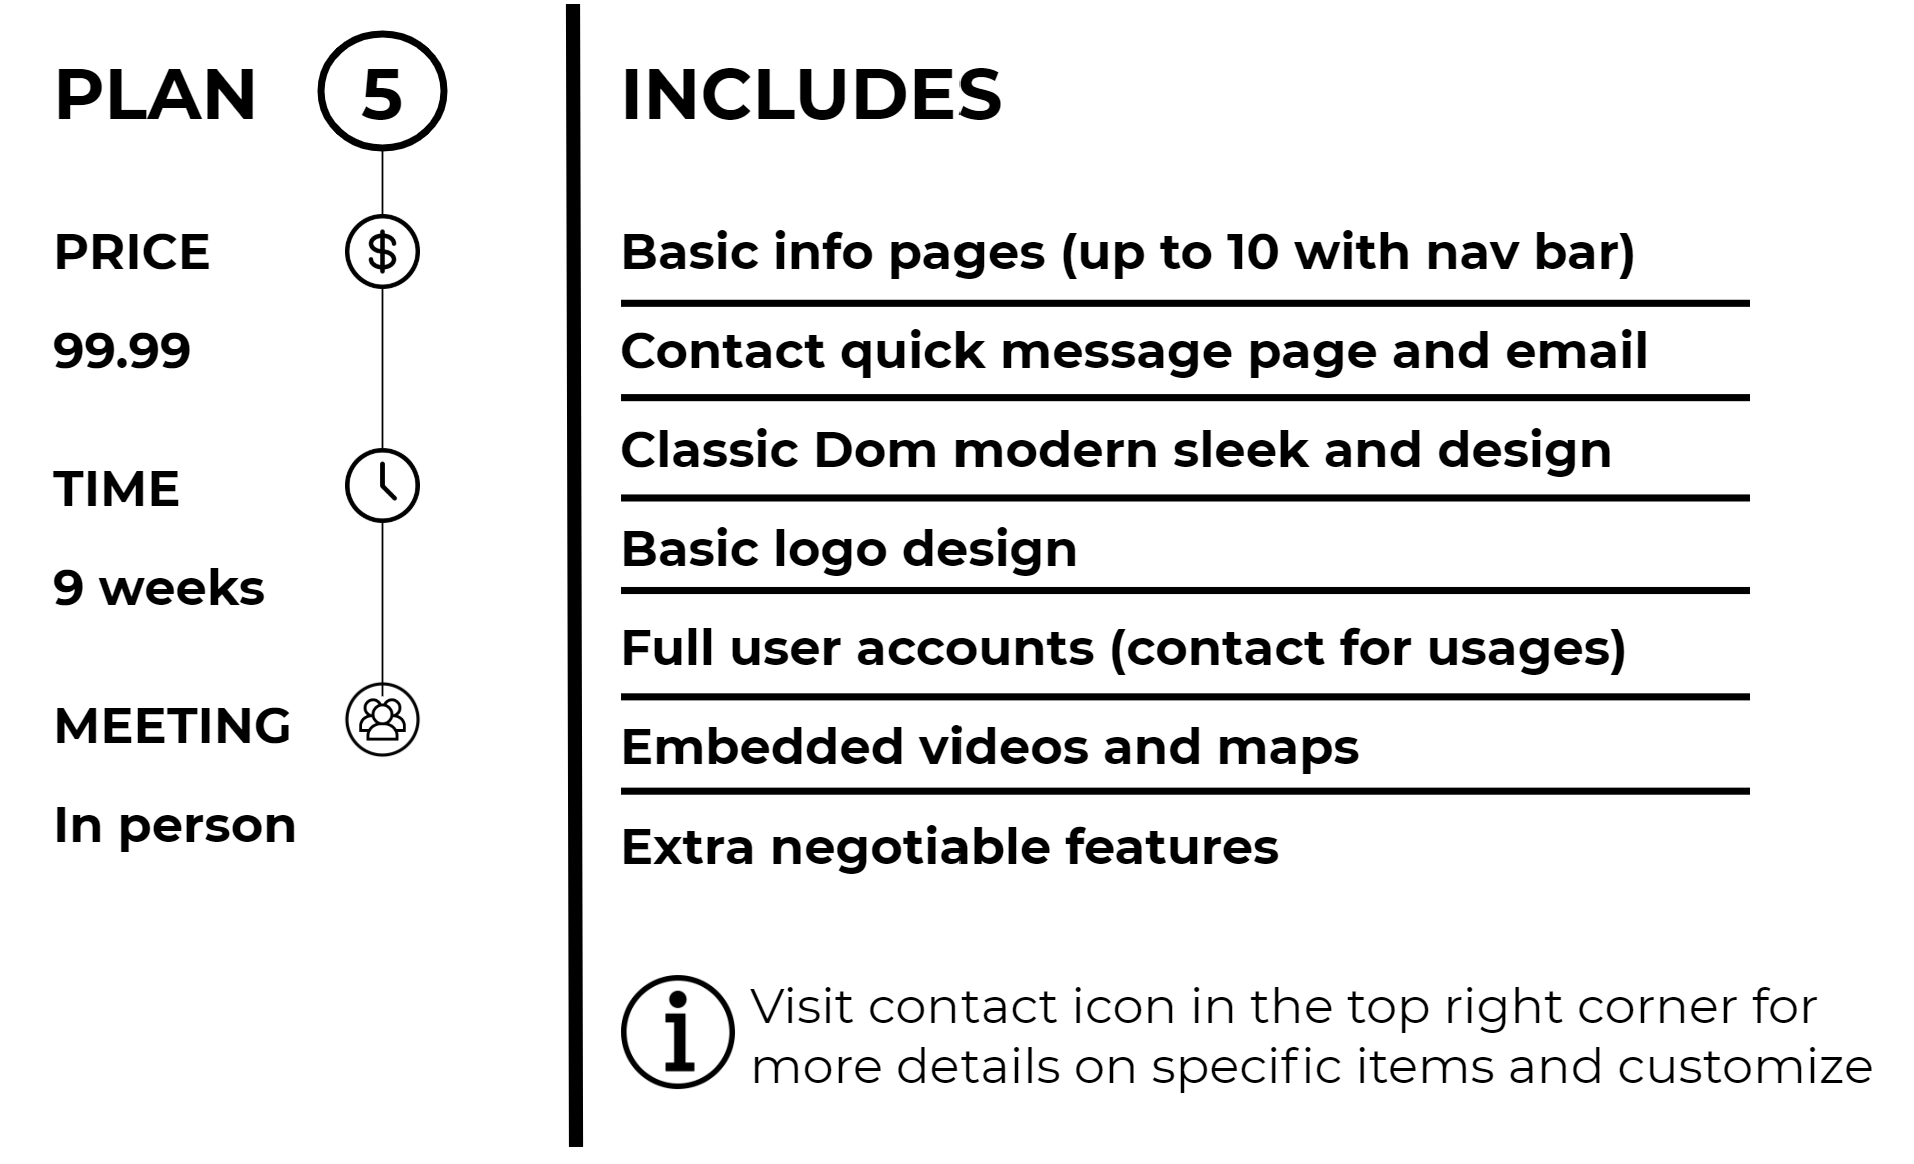 PLAN 5
PRICE $
99.99
TIME
9 weeks
MEETING
In person
INCLUDES
Basic info pages (up to 10 with nav bar)
Contact quick message page and email
Classic Dom modern sleek and design
Basic logo design
Full user accounts (contact for usages)
Embedded videos and maps
Extra negotiable features
i
Visit contact icon in the top right corner for
more details on specific items and customize